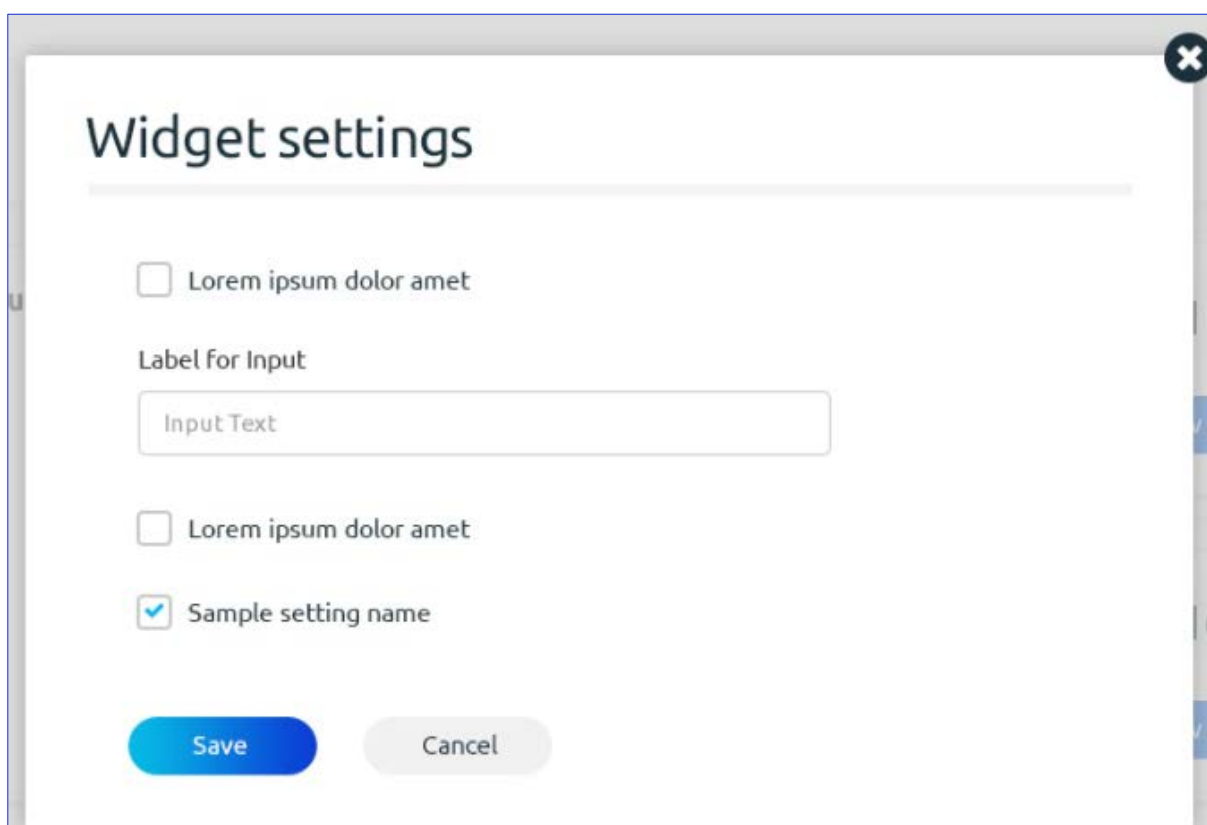 Widget settings
Lorem ipsum dolor amet
Label for Input
Input Text
Lorem ipsum dolor amet
Sample setting name
Save
Cancel